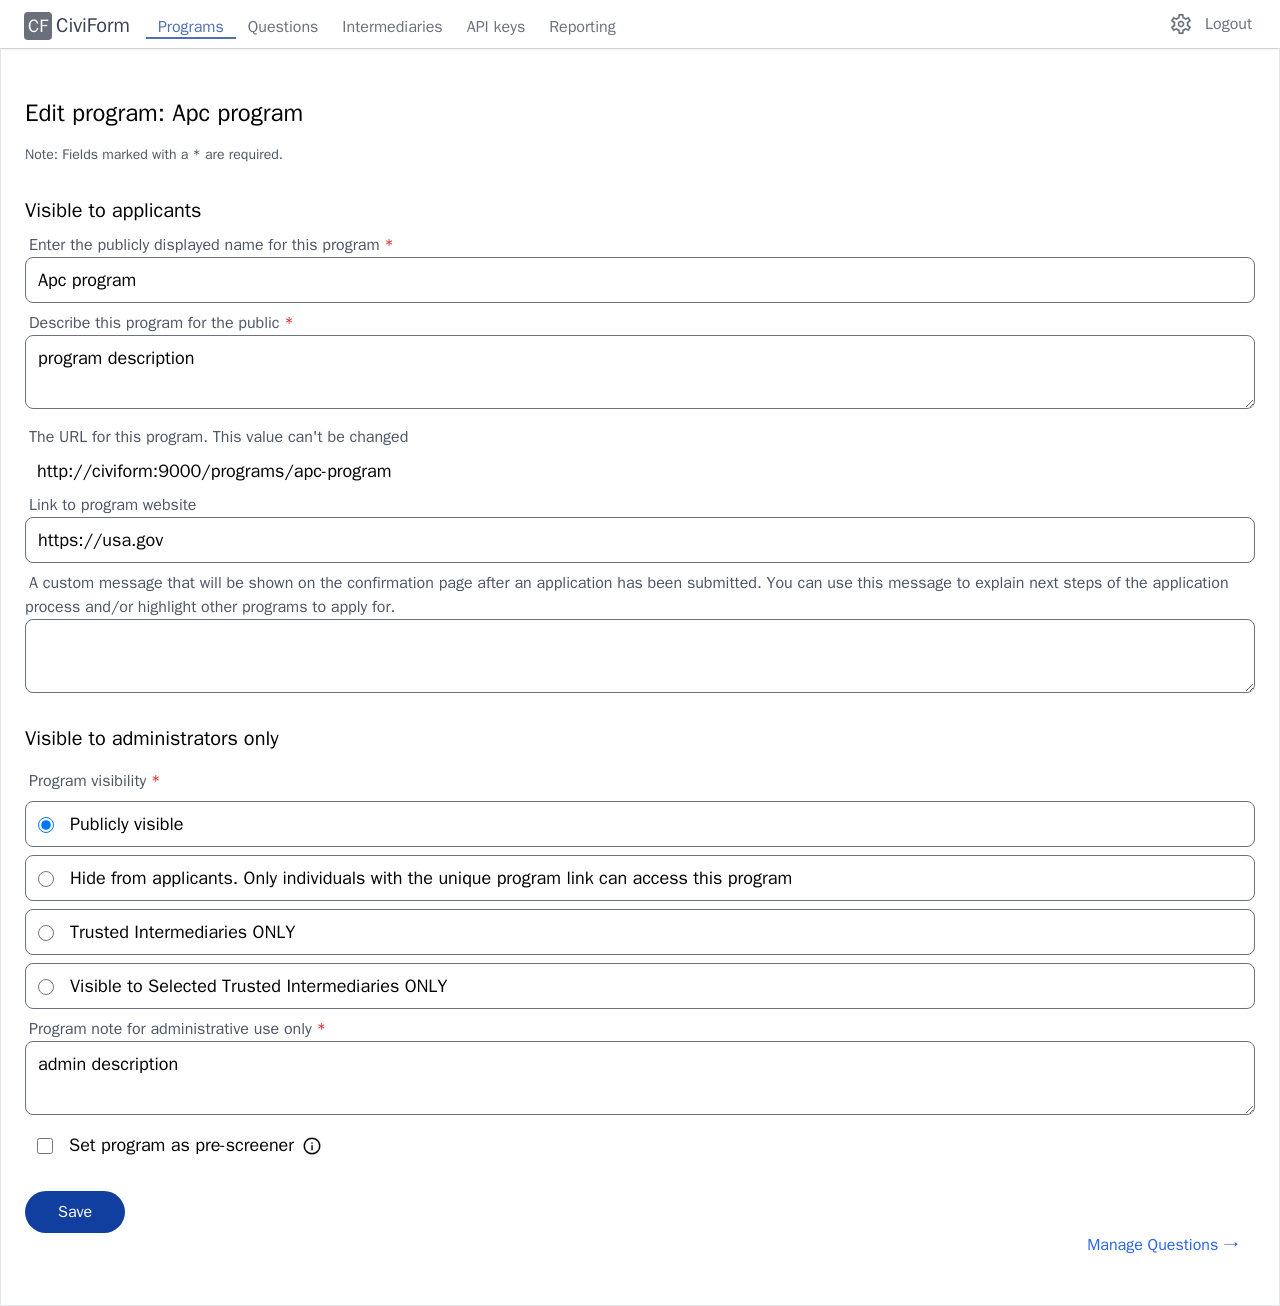 CF CiviForm Programs Questions Intermediaries API keys Reporting Logout
Edit program: Apc program
Note: Fields marked with a * are required.
Visible to applicants
Enter the publicly displayed name for this program *
Apc program
Describe this program for the public *
program description
The URL for this program. This value can't be changed
http://civiform:9000/programs/apc-program
Link to program website
https://usa.gov
A custom message that will be shown on the confirmation page after an application has been submitted. You can use this message to explain next steps of the application
process and/or highlight other programs to apply for.
Visible to administrators only
Program visibility *
Publicly visible
Hide from applicants. Only individuals with the unique program link can access this program
Trusted Intermediaries ONLY
Visible to Selected Trusted Intermediaries ONLY
Program note for administrative use only *
admin description
Set program as pre-screener
Save
Manage Questions →